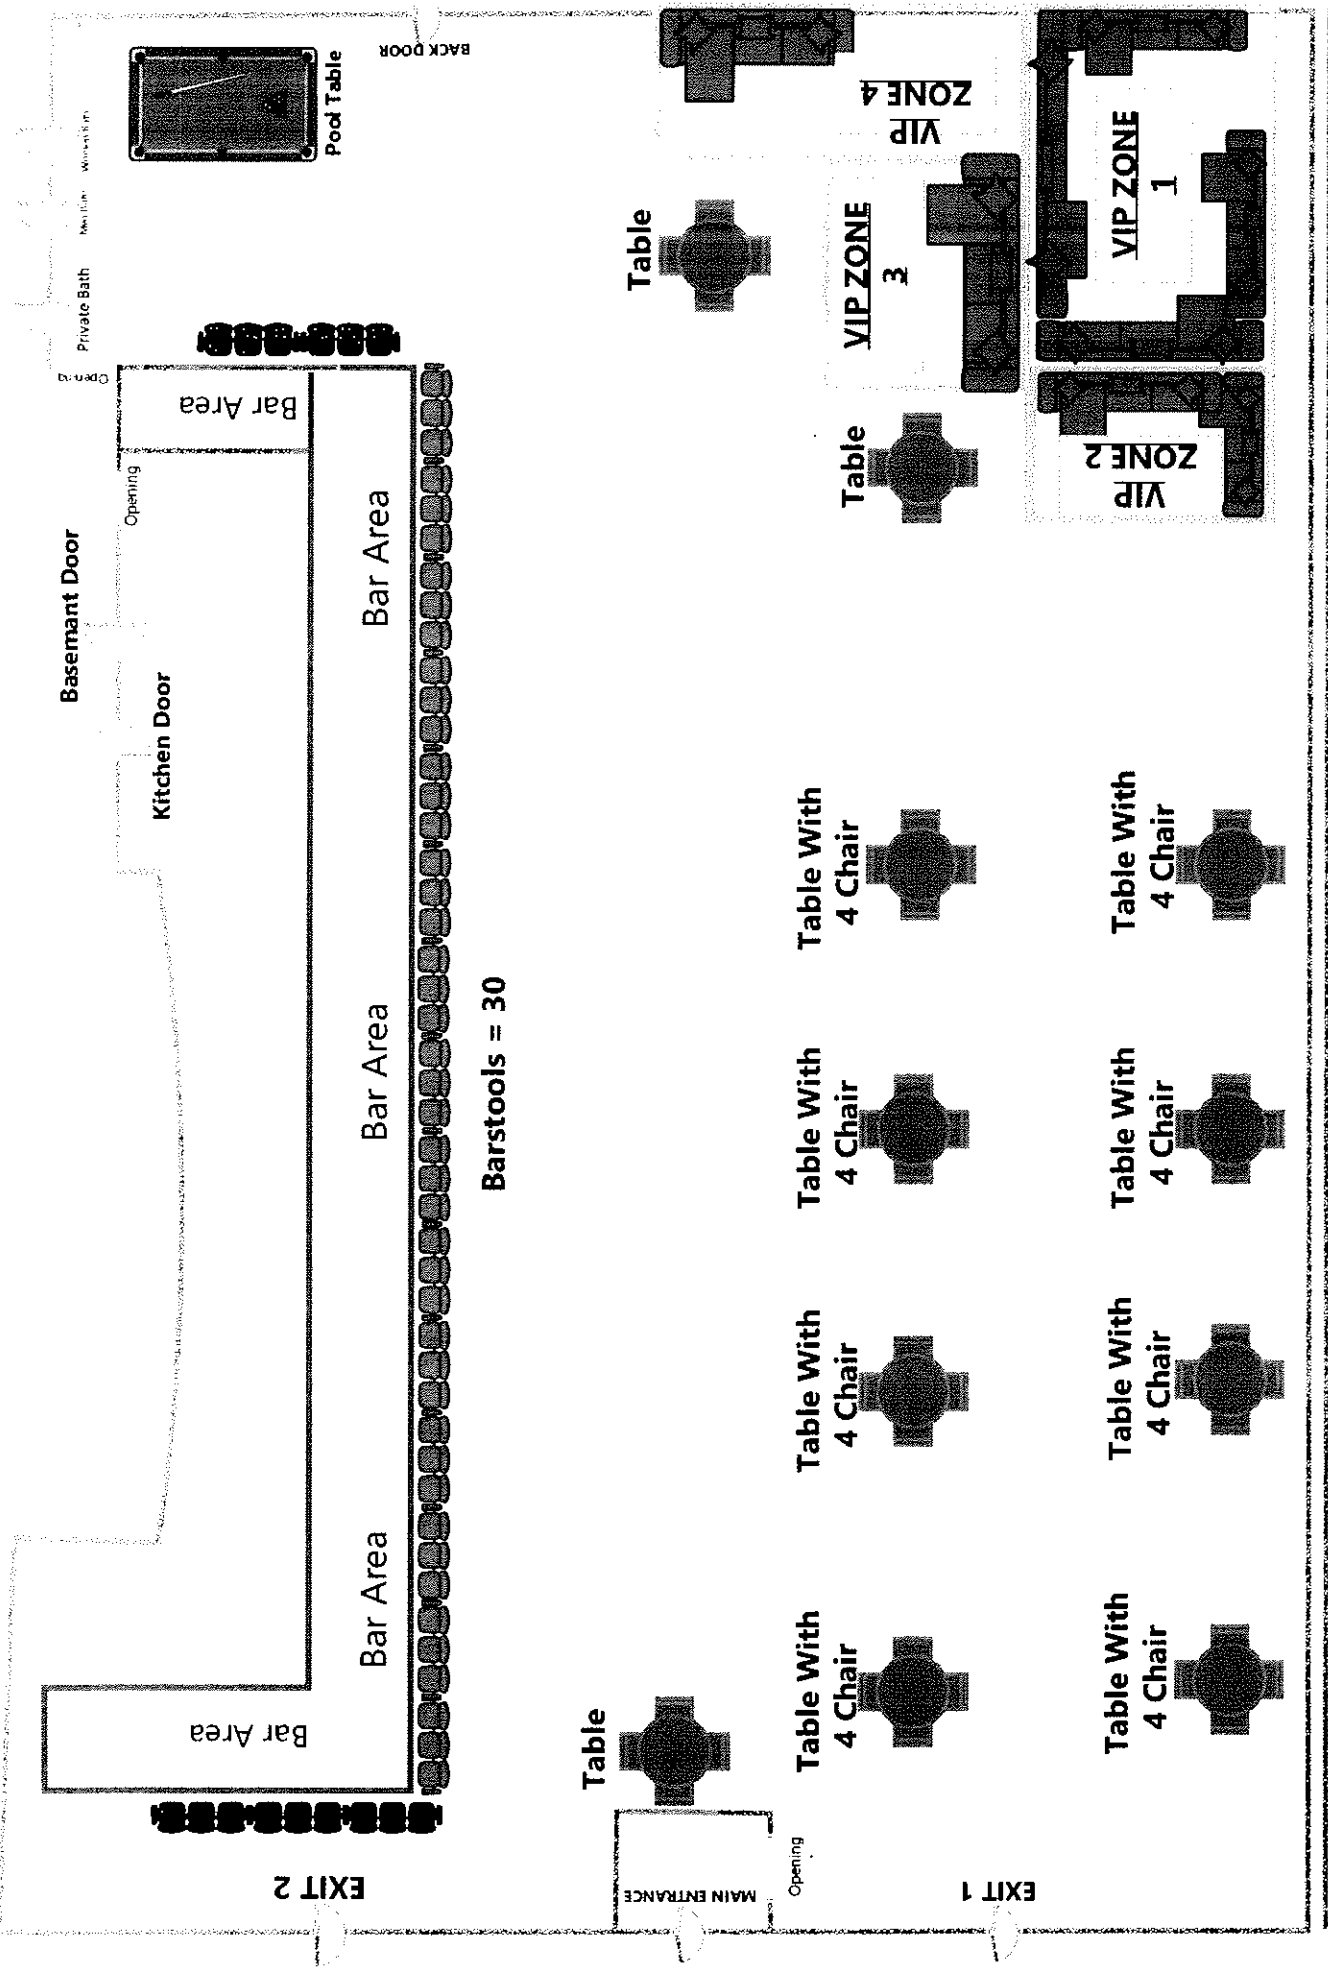 BACK DOOR
Pool Table
Women Bath
Men Bath
Private Bath
Opening
Bar Area
Opening
Basemant Door
Kitchen Door
Bar Area
Bar Area
Bar Area
Bar Area
Barstools = 30
VIP
ZONE 4
VIP ZONE
1
VIP ZONE
3
VIP
ZONE 2
Table
Table
Table With
4 Chair
Table With
4 Chair
Table With
4 Chair
Table With
4 Chair
Table With
4 Chair
Table With
4 Chair
Table With
4 Chair
Table With
4 Chair
Table
EXIT 2
MAIN ENTRANCE
Opening
EXIT 1